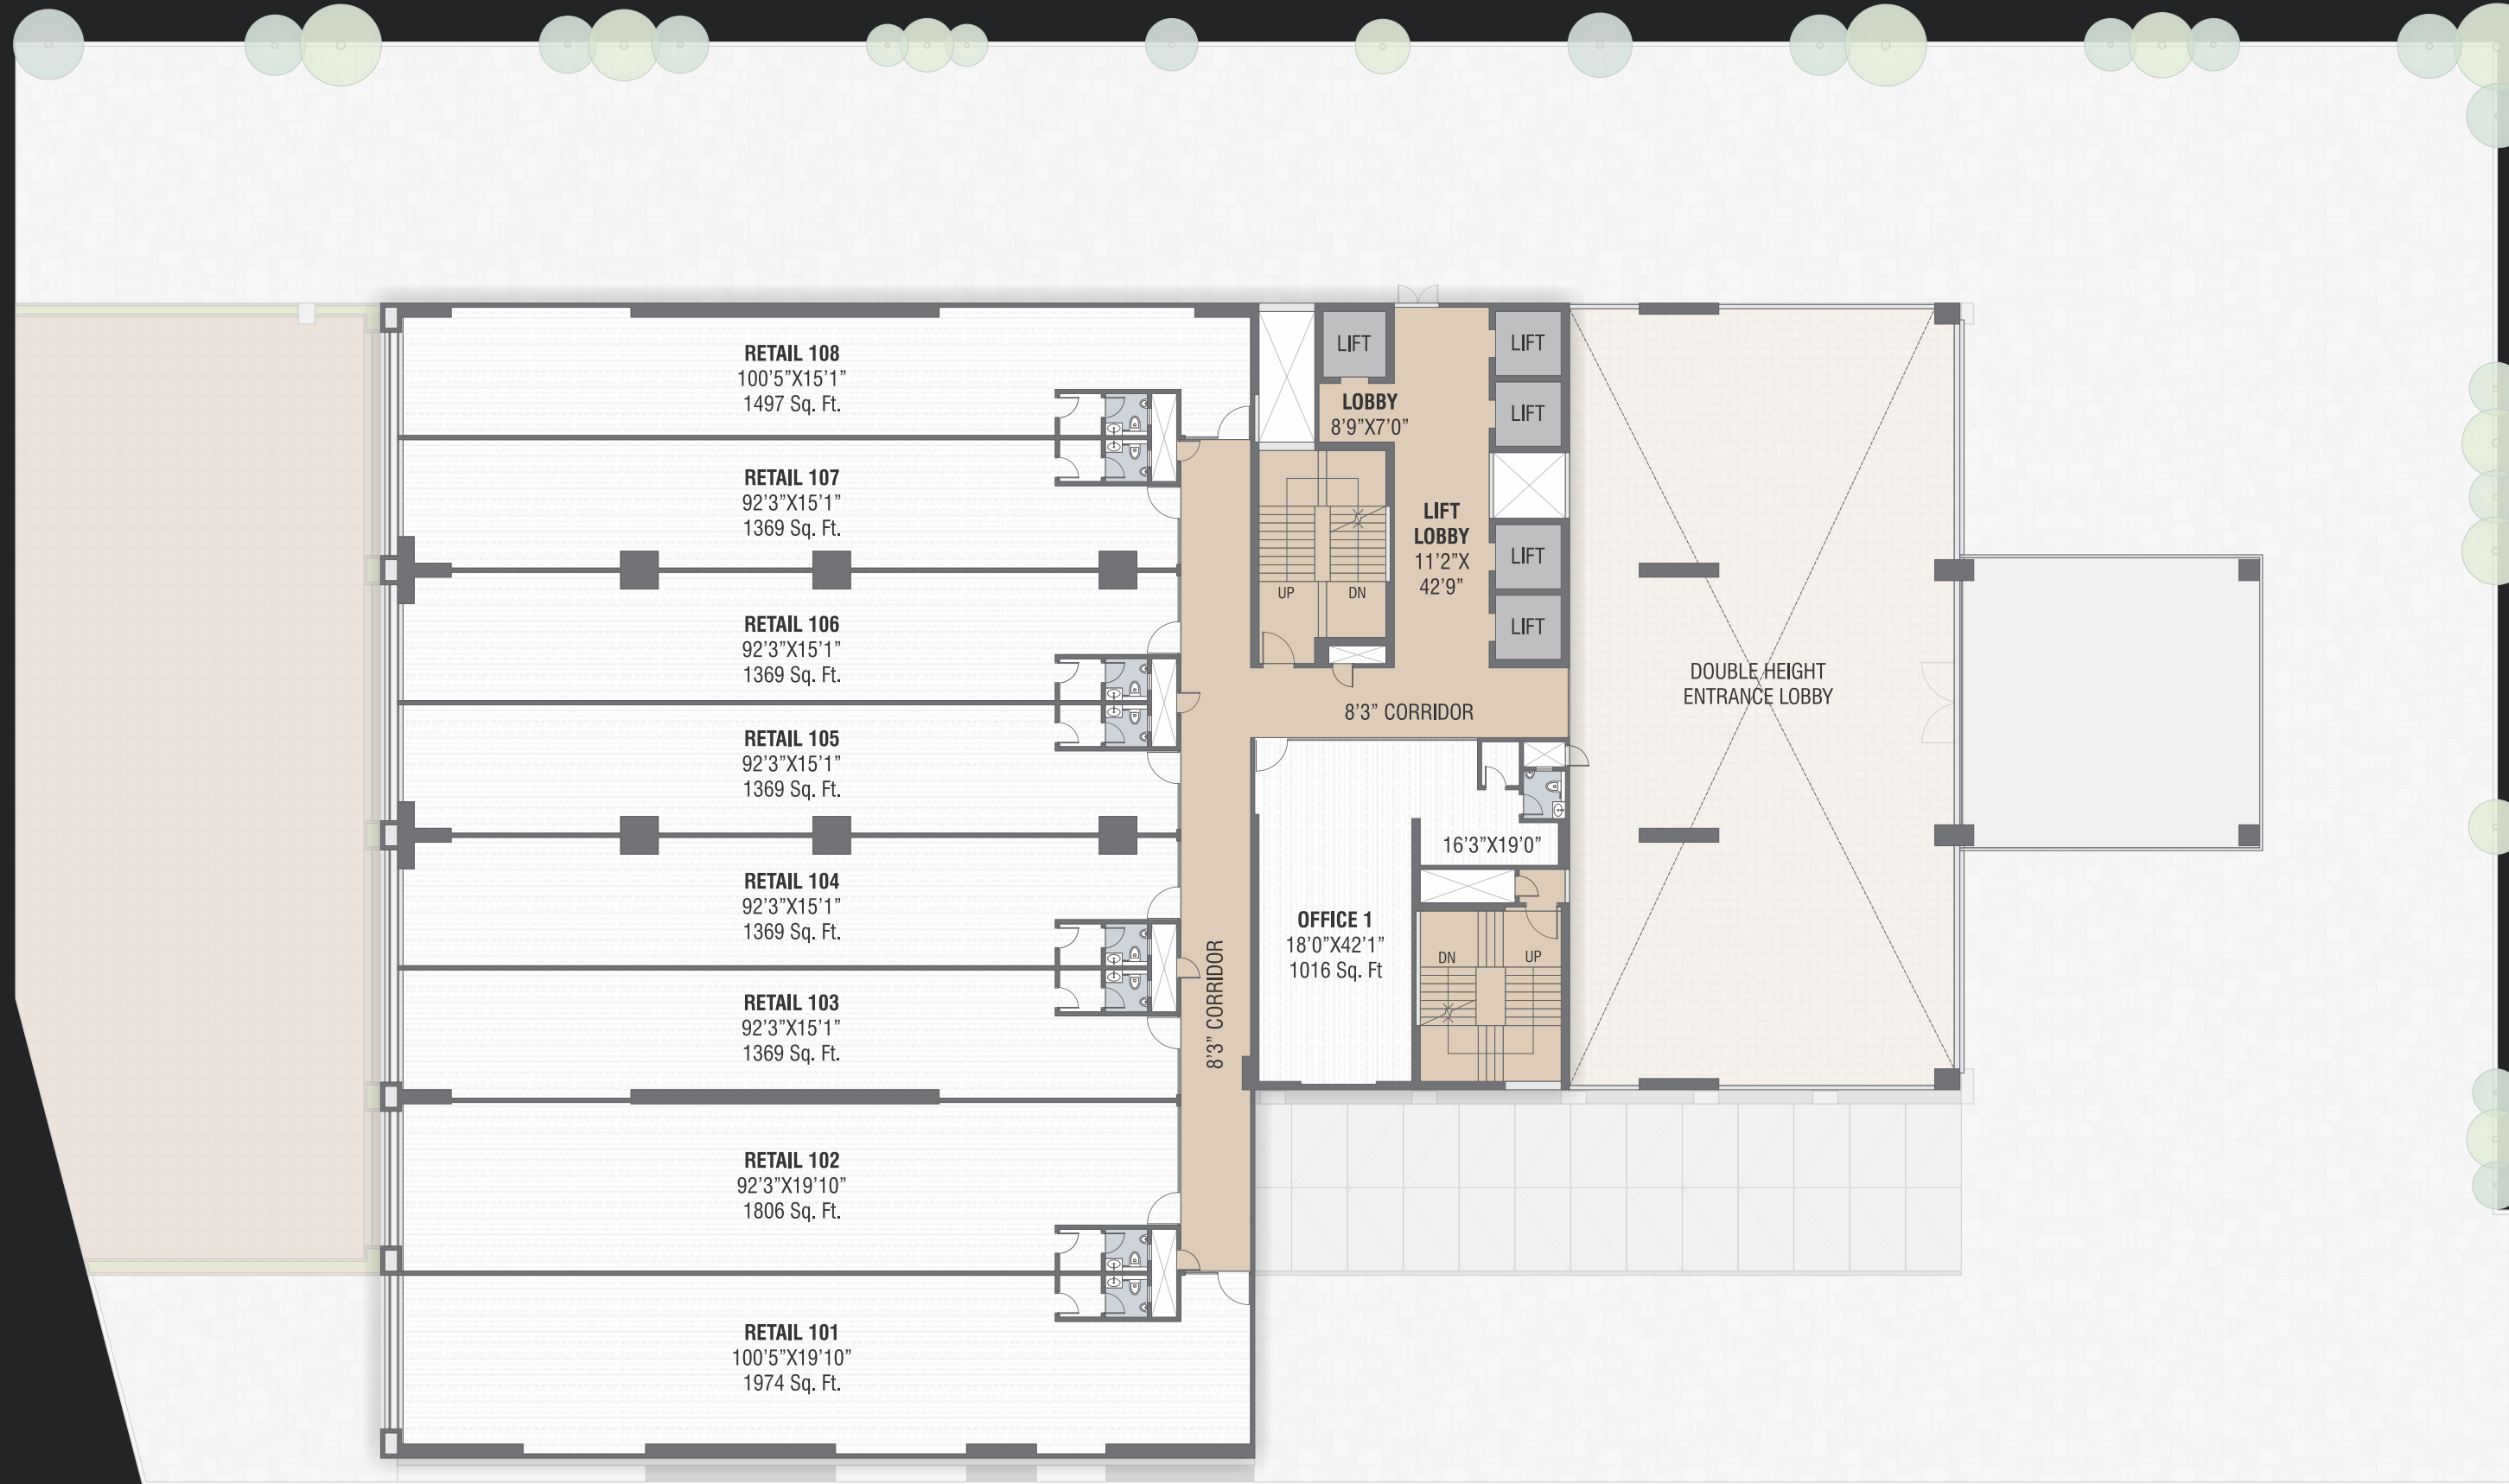 RETAIL 108
100’5”X15’1”
1497 Sq. Ft.
RETAIL 107
92’3”X15’1”
1369 Sq. Ft.
RETAIL 106
92’3”X15’1”
1369 Sq. Ft.
RETAIL 105
92’3”X15’1”
1369 Sq. Ft.
RETAIL 104
92’3”X15’1”
1369 Sq. Ft.
RETAIL 103
92’3”X15’1”
1369 Sq. Ft.
RETAIL 102
92’3”X19’10”
1806 Sq. Ft.
RETAIL 101
100’5”X19’10”
1974 Sq. Ft.
8’3” CORRIDOR
LIFT
LOBBY
8’9”X7’0”
LIFT
LIFT
LIFT
LOBBY
11’2”X
42’9”
LIFT
LIFT
UP
DN
8’3” CORRIDOR
16’3”X19’0”
OFFICE 1
18’0”X42’1”
1016 Sq. Ft
DN
UP
DOUBLE HEIGHT
ENTRANCE LOBBY